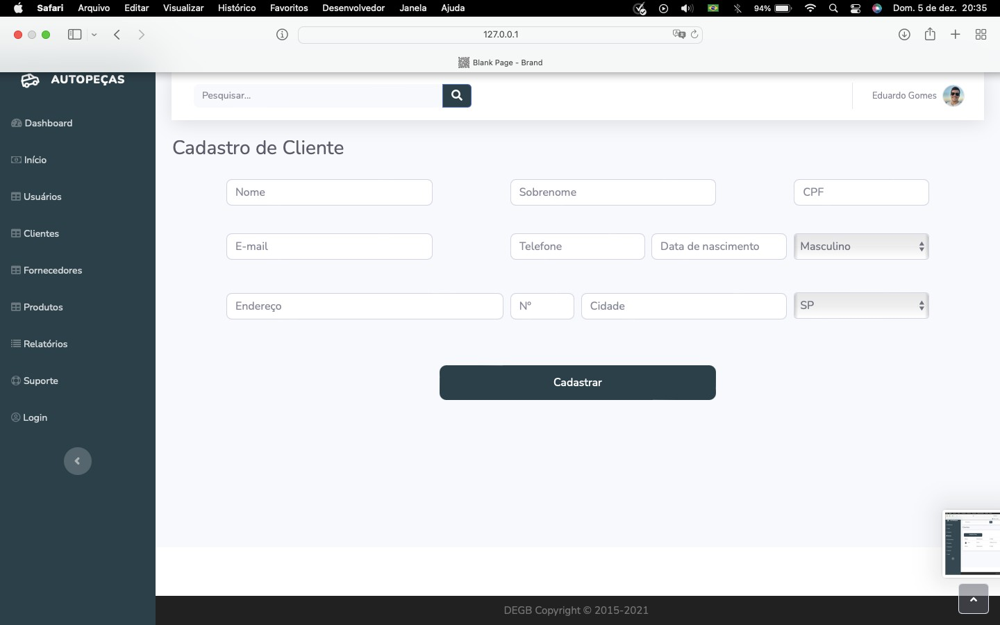 Safari Arquivo Editar Visualizar Histórico Favoritos Desenvolvedor Janela Ajuda 94% Dom. 5 de dez. 20:35
127.0.0.1
Blank Page - Brand
AUTOPEÇAS
Pesquisar...
Eduardo Gomes
Dashboard
Início
Usuários
Clientes
Fornecedores
Produtos
Relatórios
Suporte
Login
Cadastro de Cliente
Nome Sobrenome CPF
E-mail Telefone Data de nascimento Masculino
Endereço Nº Cidade SP
Cadastrar
DEGB Copyright © 2015-2021